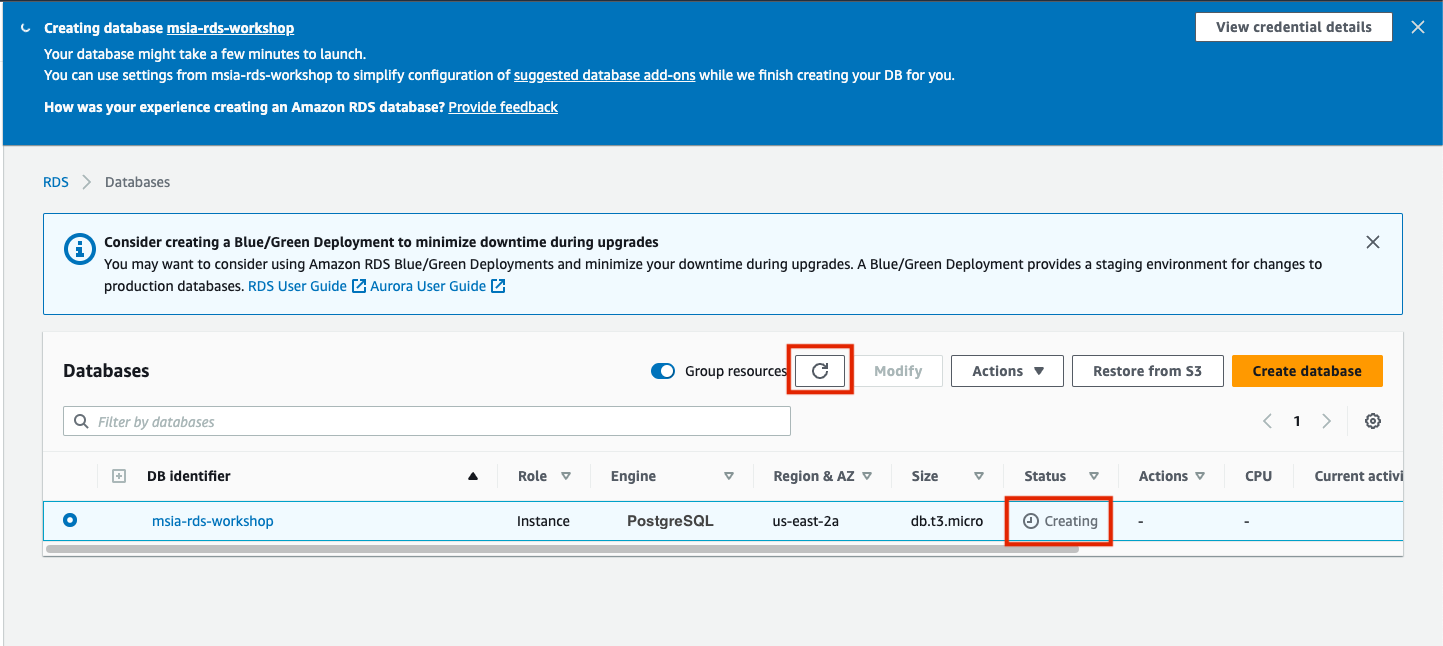 Creating database msia-rds-workshop
View credential details
Your database might take a few minutes to launch.
You can use settings from msia-rds-workshop to simplify configuration of suggested database add-ons while we finish creating your DB for you.
How was your experience creating an Amazon RDS database? Provide feedback
RDS Databases
Consider creating a Blue/Green Deployment to minimize downtime during upgrades
You may want to consider using Amazon RDS Blue/Green Deployments and minimize your downtime during upgrades. A Blue/Green Deployment provides a staging environment for changes to
production databases. RDS User Guide Aurora User Guide
Databases Group resources Modify Actions Restore from S3 Create database
Filter by databases 1
DB identifier Role Engine Region & AZ Size Status Actions CPU Current activi
msia-rds-workshop Instance PostgreSQL us-east-2a db.t3.micro Creating - -